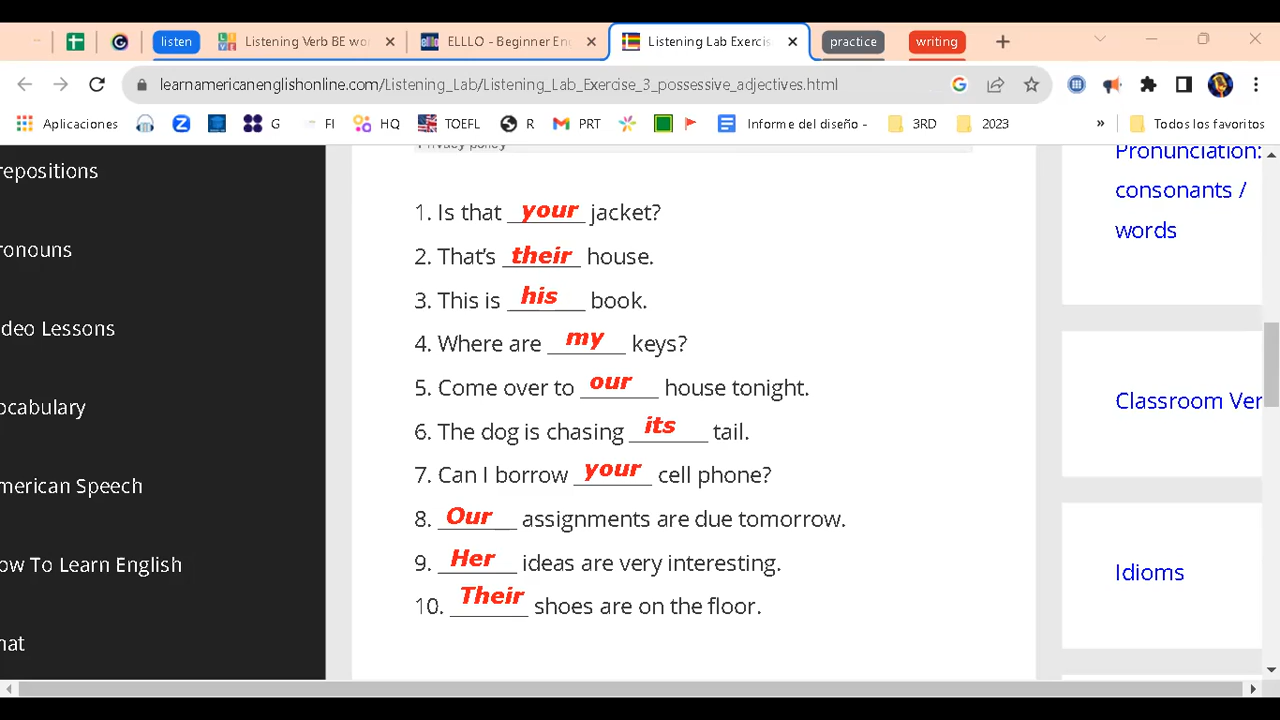 listen
Listening Verb BE wo
ELLLO - Beginner En
Listening Lab Exercis
practice
writing
learnamericanenglishonline.com/Listening_Lab/Listening_Lab_Exercise_3_possessive_adjectives.html
Aplicaciones G FI HQ TOEFL R PRT Informe del diseño - 3RD 2023 » Todos los favoritos
Privacy policy
repositions
ronouns
ideo Lessons
ocabulary
merican Speech
ow To Learn English
hat
1. Is that your jacket?
2. That's their house.
3. This is his book.
4. Where are my keys?
5. Come over to our house tonight.
6. The dog is chasing its tail.
7. Can I borrow your cell phone?
8. Our assignments are due tomorrow.
9. Her ideas are very interesting.
10. Their shoes are on the floor.
Pronunciation:
consonants /
words
Classroom Ver
Idioms